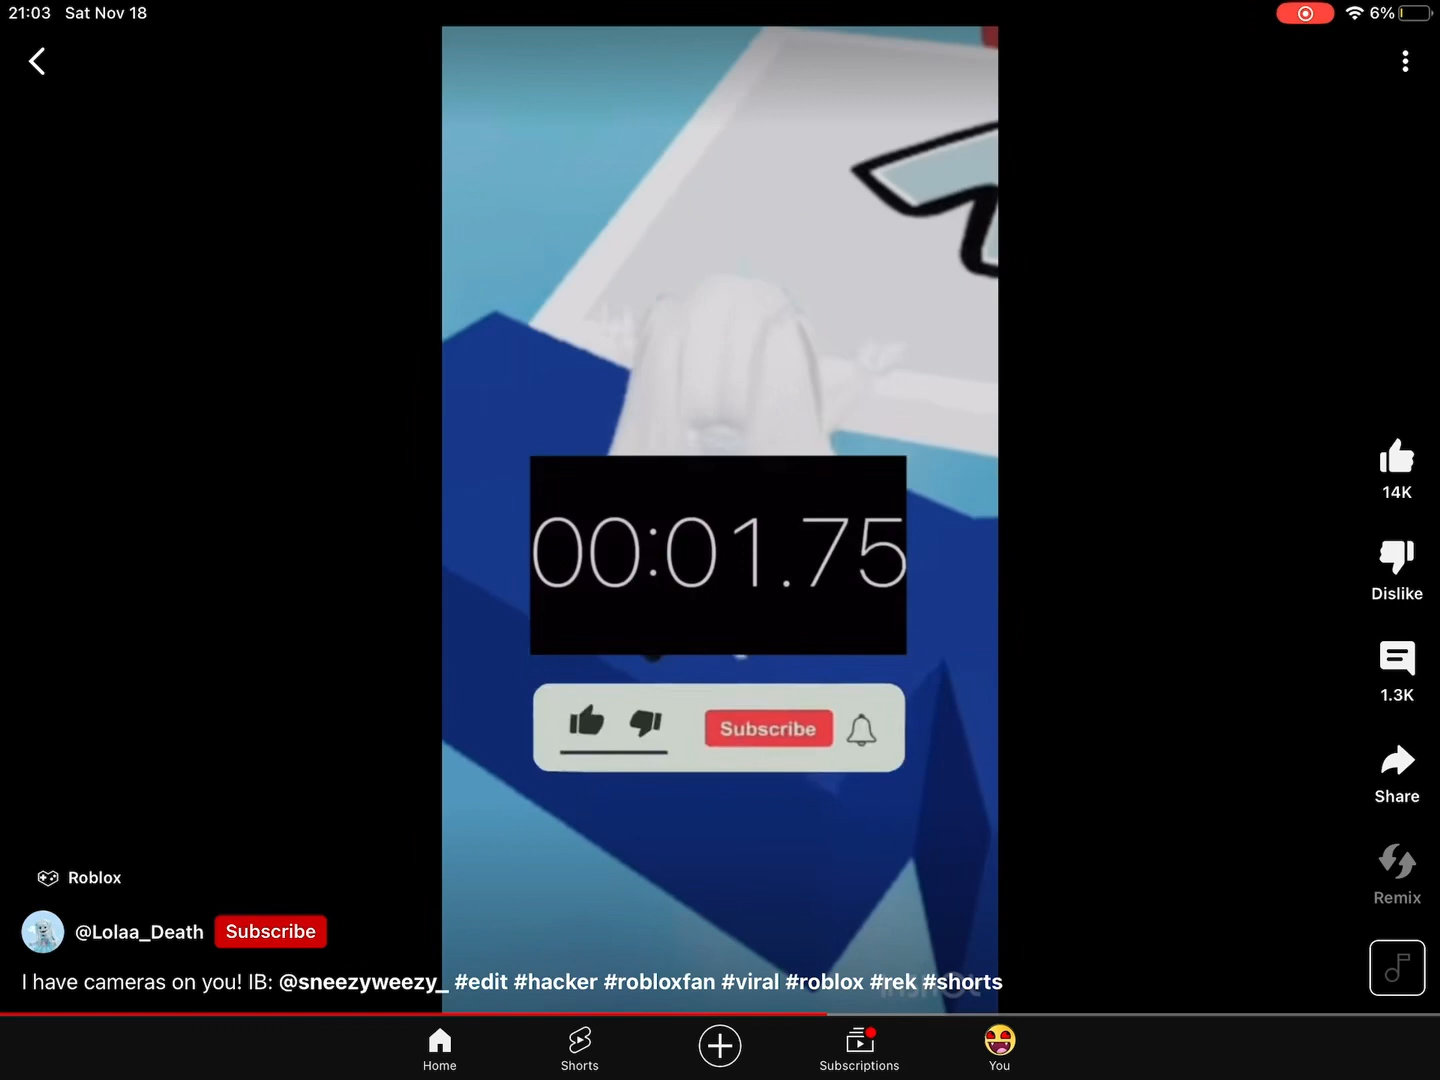 21:03 Sat Nov 18
6%
00:01.75
Subscribe
14K
Dislike
1.3K
Share
Remix
Roblox
@Lolaa_Death Subscribe
I have cameras on you! IB: @sneezyweezy_ #edit #hacker #robloxfan #viral #roblox #rek #shorts
Home
Shorts
Subscriptions
You